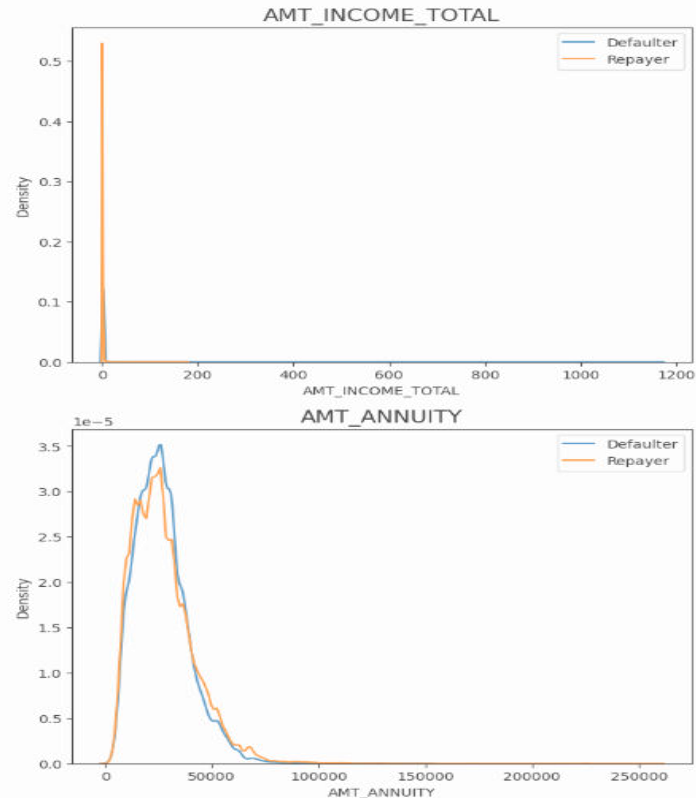 AMT_INCOME_TOTAL
Defaulter
Repayer
0.5
0.4
0.3
0.2
0.1
0.0
Density
0 200 400 600 800 1000 1200
AMT_INCOME_TOTAL
AMT_ANNUITY
1e−5
Defaulter
Repayer
3.5
3.0
2.5
2.0
1.5
1.0
0.5
0.0
Density
0 50000 100000 150000 200000 250000
AMT_ANNUITY